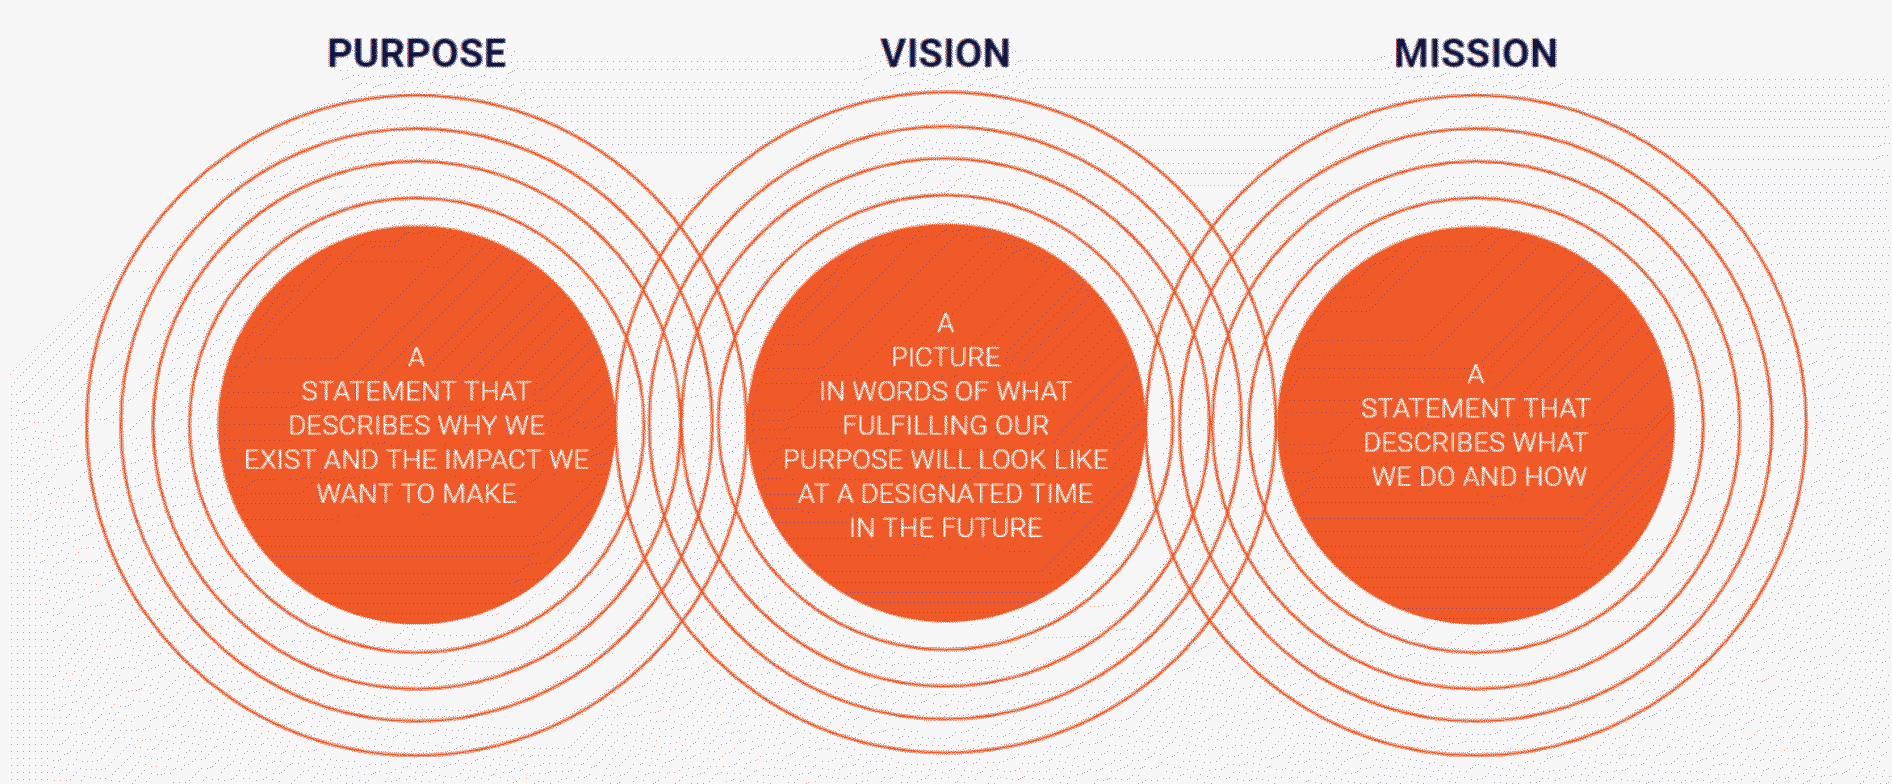 PURPOSE
A
STATEMENT THAT
DESCRIBES WHY WE
EXIST AND THE IMPACT WE
WANT TO MAKE
VISION
A
PICTURE
IN WORDS OF WHAT
FULFILLING OUR
PURPOSE WILL LOOK LIKE
AT A DESIGNATED TIME
IN THE FUTURE
MISSION
A
STATEMENT THAT
DESCRIBES WHAT
WE DO AND HOW